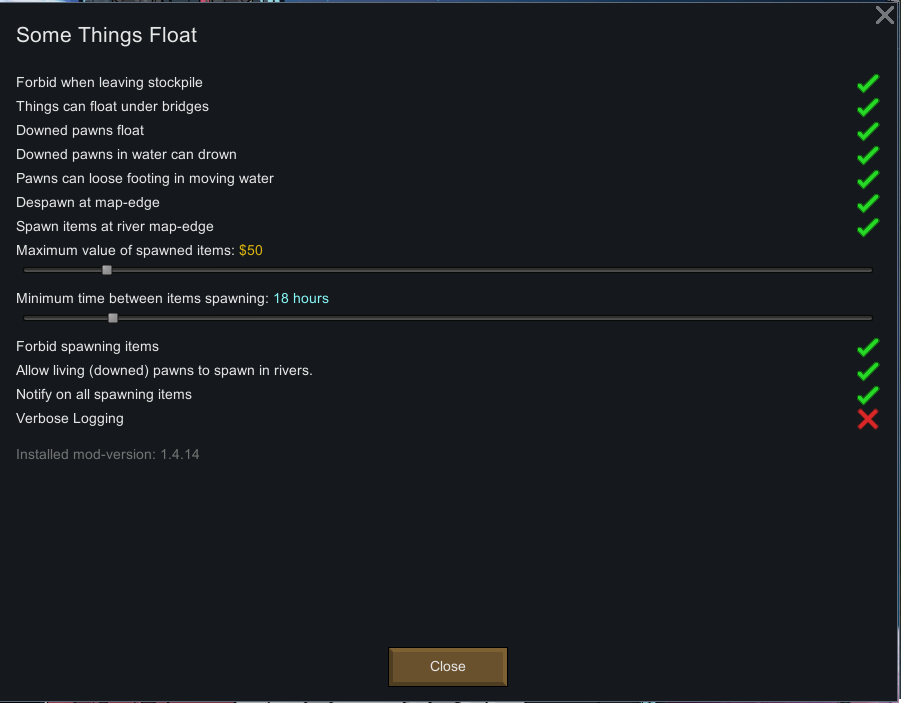 Some Things Float
Forbid when leaving stockpile
Things can float under bridges
Downed pawns float
Downed pawns in water can drown
Pawns can loose footing in moving water
Despawn at map-edge
Spawn items at river map-edge
Maximum value of spawned items: $50
Minimum time between items spawning: 18 hours
Forbid spawning items
Allow living (downed) pawns to spawn in rivers.
Notify on all spawning items
Verbose Logging
Installed mod-version: 1.4.14
Close